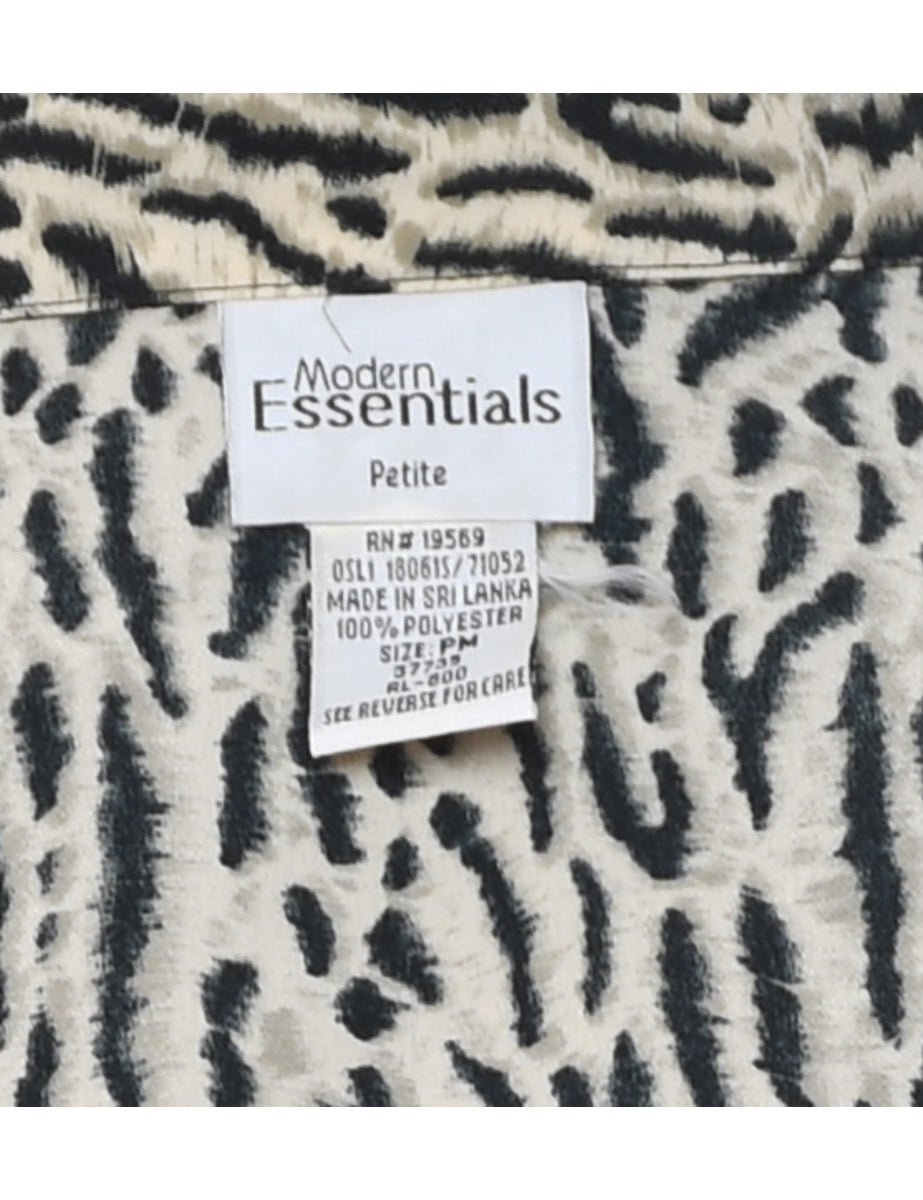 Modern
Essentials
Petite
RN# 19569
OSLI 18061S/71052
MADE IN SRI LANKA
100% POLYESTER
SIZE: PM
37735
RL-600
SEE REVERSE FOR CARE